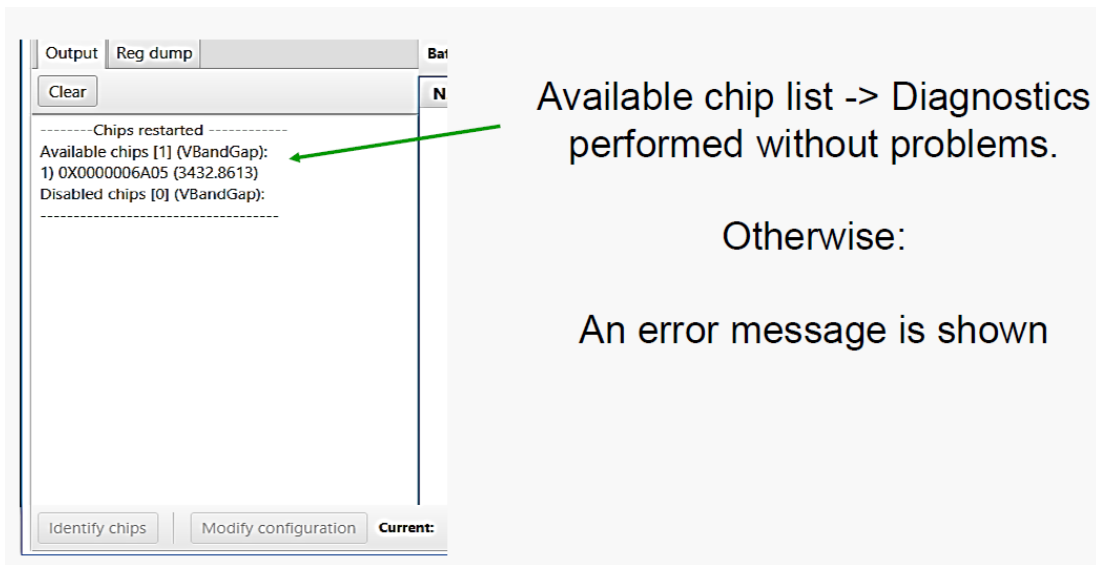 Output Reg dump
Bat
Clear
N
--------Chips restarted ------------
Available chips [1] (VBandGap):
1) 0X0000006A05 (3432.8613)
Disabled chips [0] (VBandGap):
------------------------------------
Identify chips Modify configuration Current:
Available chip list -> Diagnostics
performed without problems.
Otherwise:
An error message is shown